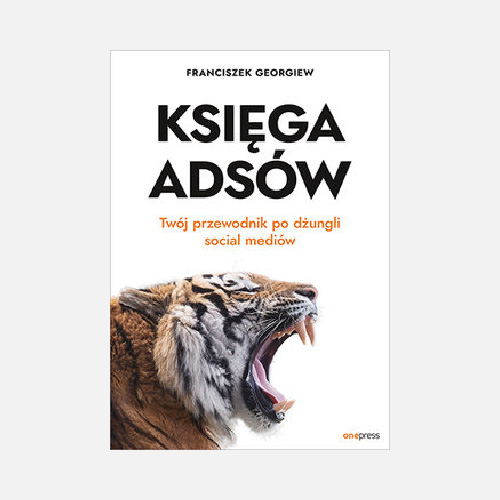 FRANCISZEK GEORGIEW
KSIĘGA
ADSÓW
Twój przewodnik po dżungli
social mediów
onepress